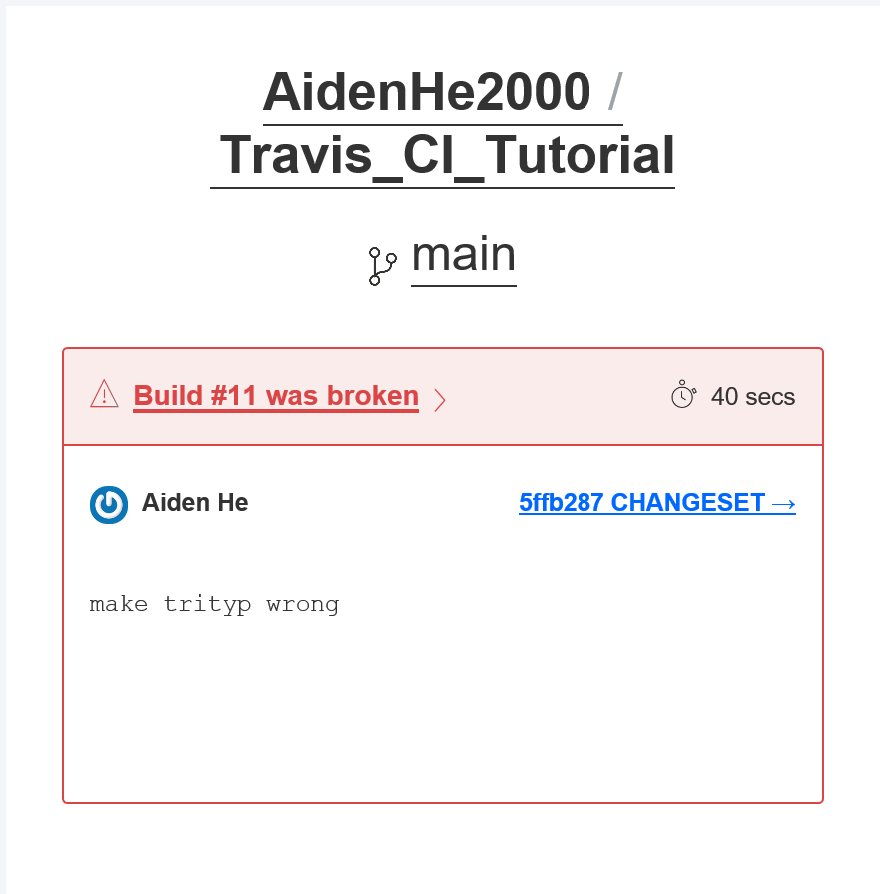 AidenHe2000 /
Travis_CI_Tutorial
main
Build #11 was broken 40 secs
Aiden He 5ffb287 CHANGESET →
make trityp wrong